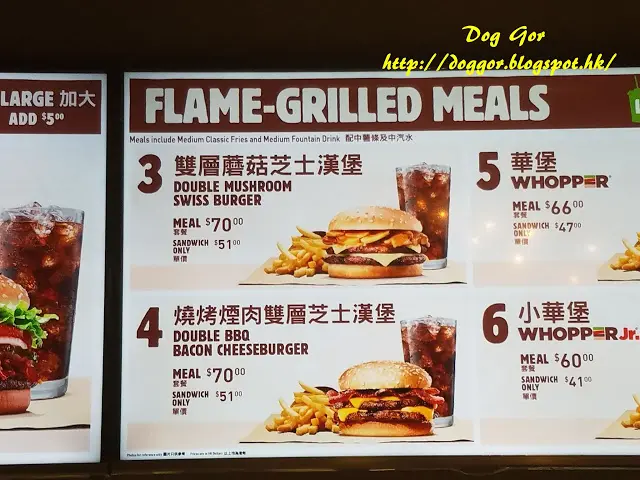 Dog Gor
http://doggor.blogspot.hk/
LARGE 加大
ADD $5.00
FLAME-GRILLED MEALS
Meals include Medium Classic Fries and Medium Fountain Drink 配中薯條及中汽水
3 雙層蘑菇芝士漢堡
DOUBLE MUSHROOM
SWISS BURGER
MEAL $70.00
套餐
SANDWICH ONLY $51.00
單價
4 燒烤煙肉雙層芝士漢堡
DOUBLE BBQ
BACON CHEESEBURGER
MEAL $70.00
套餐
SANDWICH ONLY $51.00
單價
5 華堡
WHOPPER®
MEAL $66.00
套餐
SANDWICH ONLY $47.00
單價
6 小華堡
WHOPPER Jr.
MEAL $60.00
套餐
SANDWICH ONLY $41.00
單價